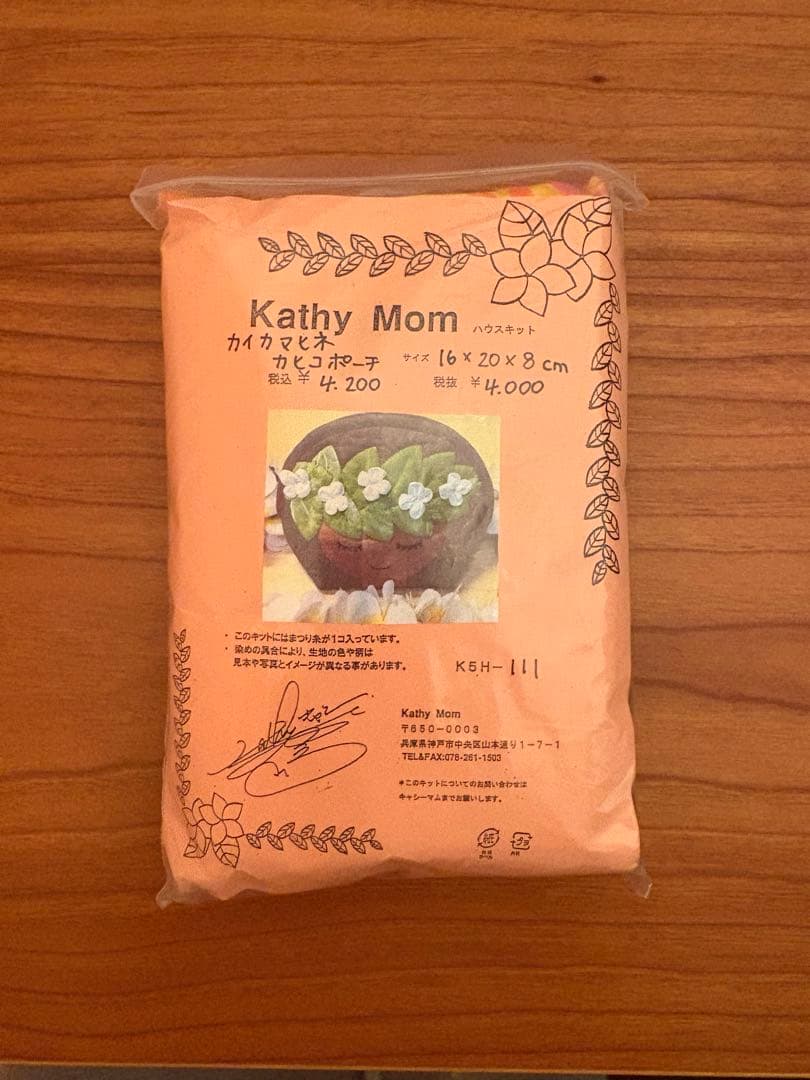 Kathy Mom ハウスキット
カイカマヒネ
カヒコポーチ サイズ 16×20×8cm
税込 ¥4.200 税抜 ¥4.000
・このキットにはまつり糸が1コ入っています。
・染めの具合により、生地の色や柄は
見本や写真とイメージが異なる事があります。
K5H-111
Kathy Mom
〒650-0003
兵庫県神戸市中央区山本通り1-7-1
TEL&FAX:078-261-1503
*このキットについてのお問い合わせは
キャシーマムまでお願いします。